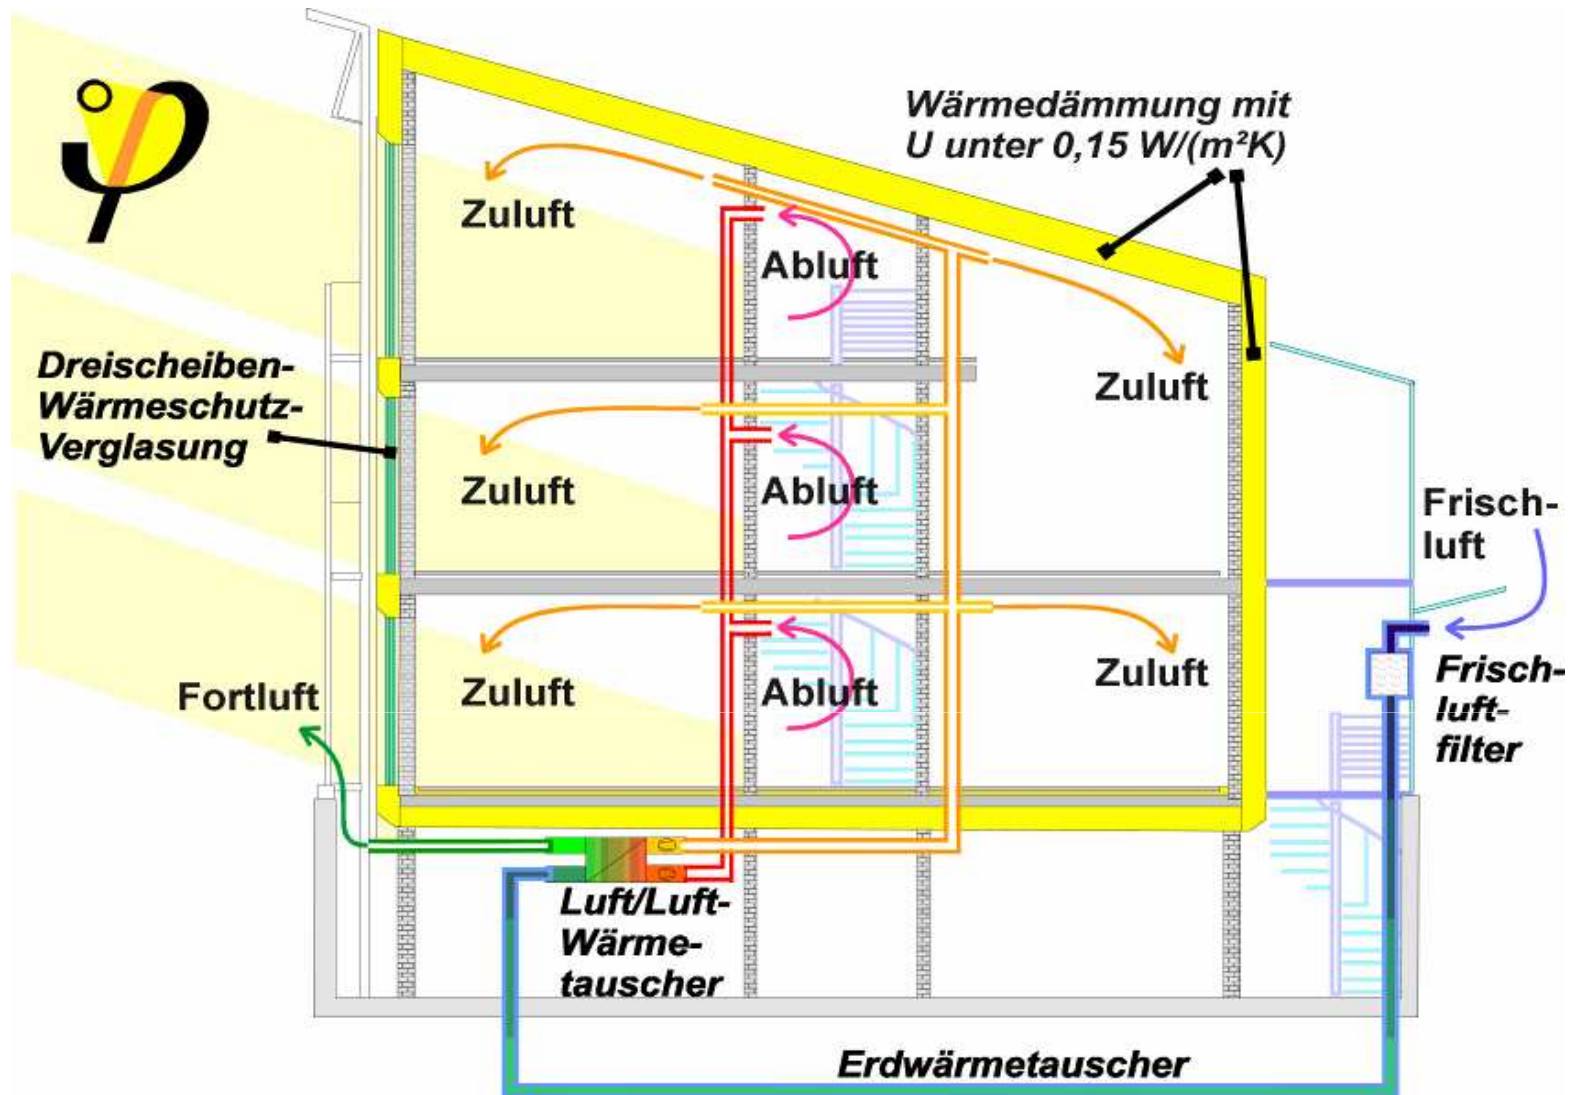 Wärmedämmung mit
U unter 0,15 W/(m²K)
Zuluft
Abluft
Zuluft
Dreischeiben-
Wärmeschutz-
Verglasung
Zuluft
Abluft
Frisch-
luft
Zuluft
Abluft
Zuluft
Fortluft
Frisch-
luft-
filter
Luft/Luft-
Wärme-
tauscher
Erdwärmetauscher